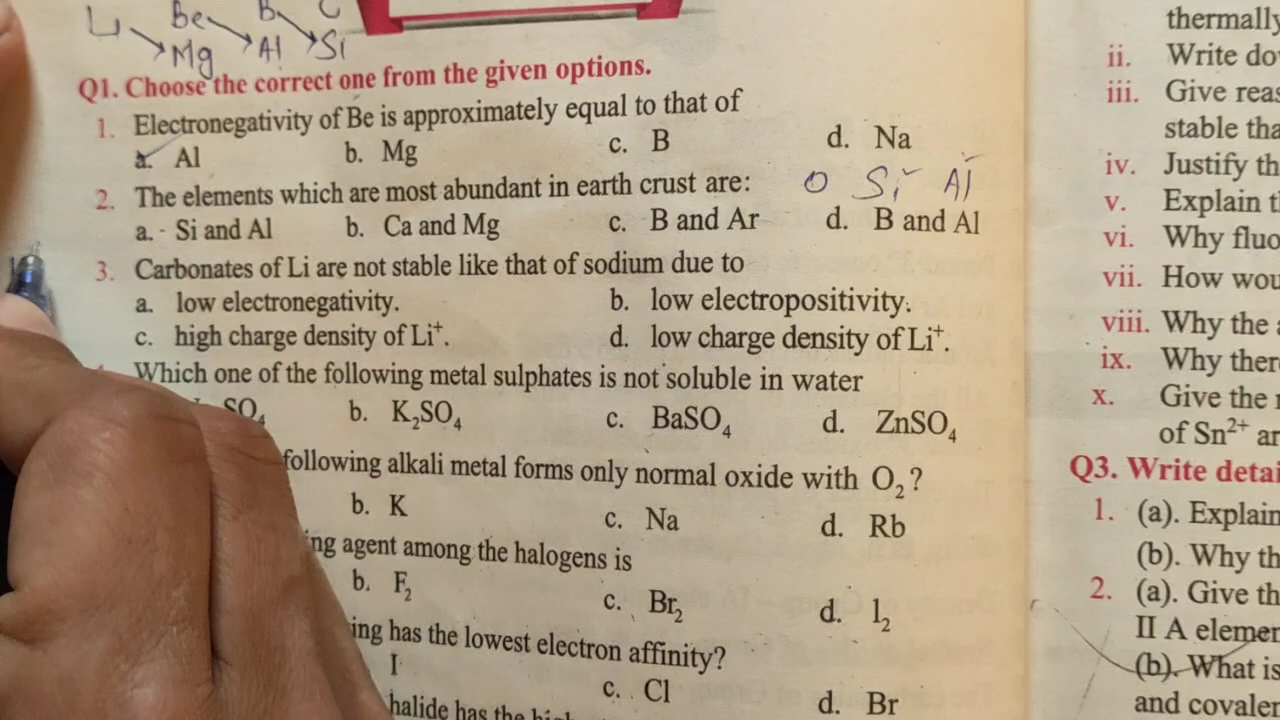 Li Be B C
Mg Al Si
Q1. Choose the correct one from the given options.
1. Electronegativity of Be is approximately equal to that of
a. Al b. Mg c. B d. Na
2. The elements which are most abundant in earth crust are: O Si Al
a. Si and Al b. Ca and Mg c. B and Ar d. B and Al
3. Carbonates of Li are not stable like that of sodium due to
a. low electronegativity. b. low electropositivity.
c. high charge density of Li⁺. d. low charge density of Li⁺.
Which one of the following metal sulphates is not soluble in water
SO₄ b. K₂SO₄ c. BaSO₄ d. ZnSO₄
following alkali metal forms only normal oxide with O₂?
b. K c. Na d. Rb
ing agent among the halogens is
b. F₂ c. Br₂ d. I₂
ing has the lowest electron affinity?
I c. Cl d. Br
halide has the
thermally
ii. Write do
iii. Give reas
stable tha
iv. Justify th
v. Explain t
vi. Why fluo
vii. How wou
viii. Why the
ix. Why ther
x. Give the
of Sn²⁺ ar
Q3. Write detai
1. (a). Explain
(b). Why th
2. (a). Give th
II A elemer
(b). What is
and covaler